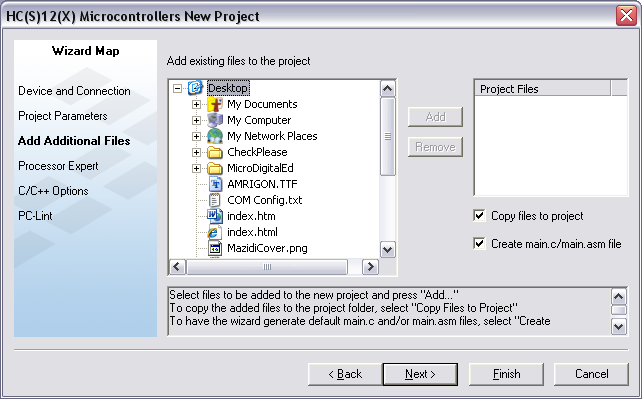 HC(S)12(X) Microcontrollers New Project
Wizard Map
Device and Connection
Project Parameters
Add Additional Files
Processor Expert
C/C++ Options
PC-Lint
Add existing files to the project
Desktop
My Documents
My Computer
My Network Places
CheckPlease
MicroDigitalEd
AMRIGON.TTF
COM Config.txt
index.htm
index.html
MazidiCover.png
Add
Remove
Project Files
Copy files to project
Create main.c/main.asm file
Select files to be added to the new project and press "Add..."
To copy the added files to the project folder, select "Copy Files to Project"
To have the wizard generate default main.c and/or main.asm files, select "Create
< Back
Next >
Finish
Cancel